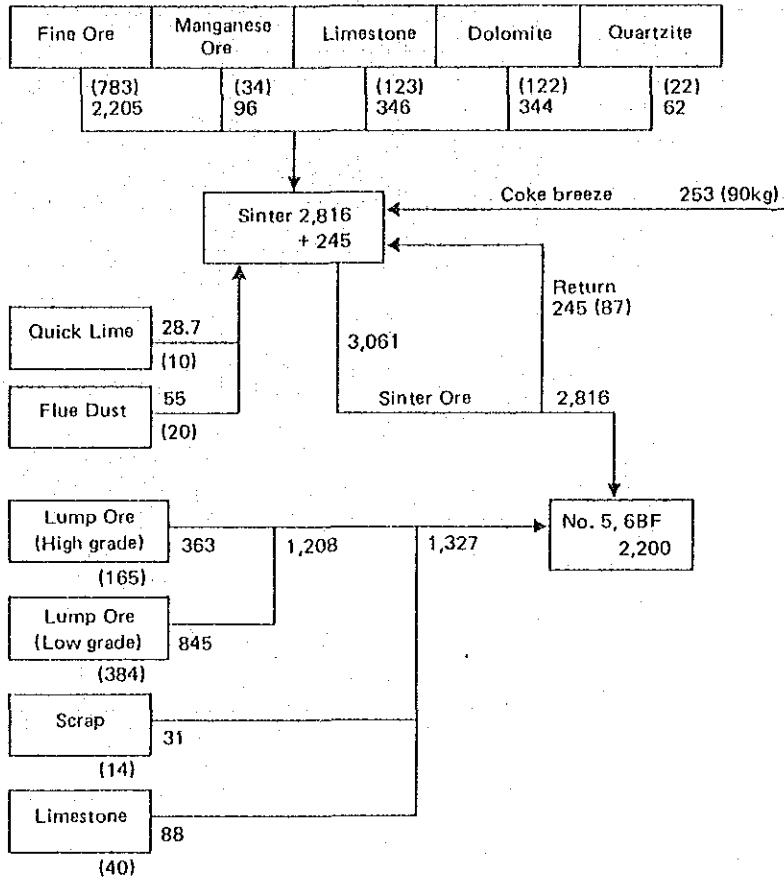 Fine Ore
Manganese
Ore
Limestone
Dolomite
Quartzite
(783)
2,205
(34)
96
(123)
346
(122)
344
(22)
62
Sinter 2,816
+ 245
Coke breeze 253 (90kg)
Return
245 (87)
Quick Lime
28.7
(10)
Flue Dust
55
(20)
3,061
Sinter Ore
2,816
Lump Ore
(High grade)
363
(165)
1,208
1,327
No. 5, 6BF
2,200
Lump Ore
(Low grade)
845
(384)
Scrap
31
(14)
Limestone
88
(40)